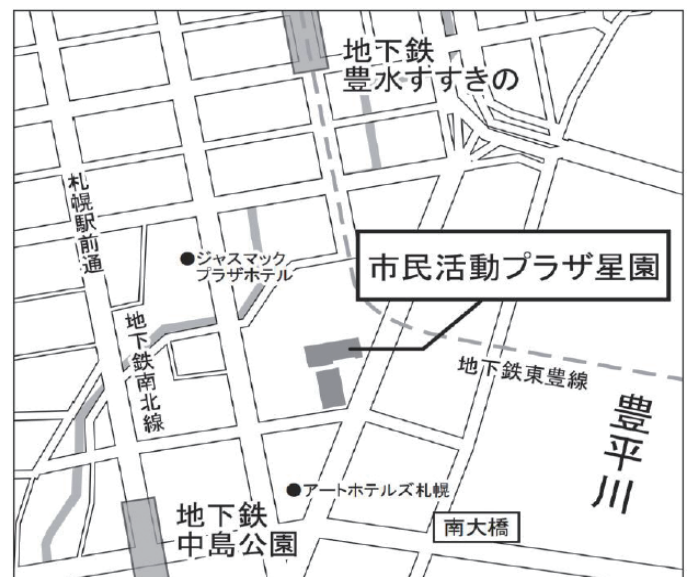 地下鉄
豊水すすきの
札幌駅前通
●ジャスマック
プラザホテル
市民活動プラザ星園
地下鉄南北線
地下鉄東豊線
豊平川
●アートホテルズ札幌
地下鉄
中島公園
南大橋